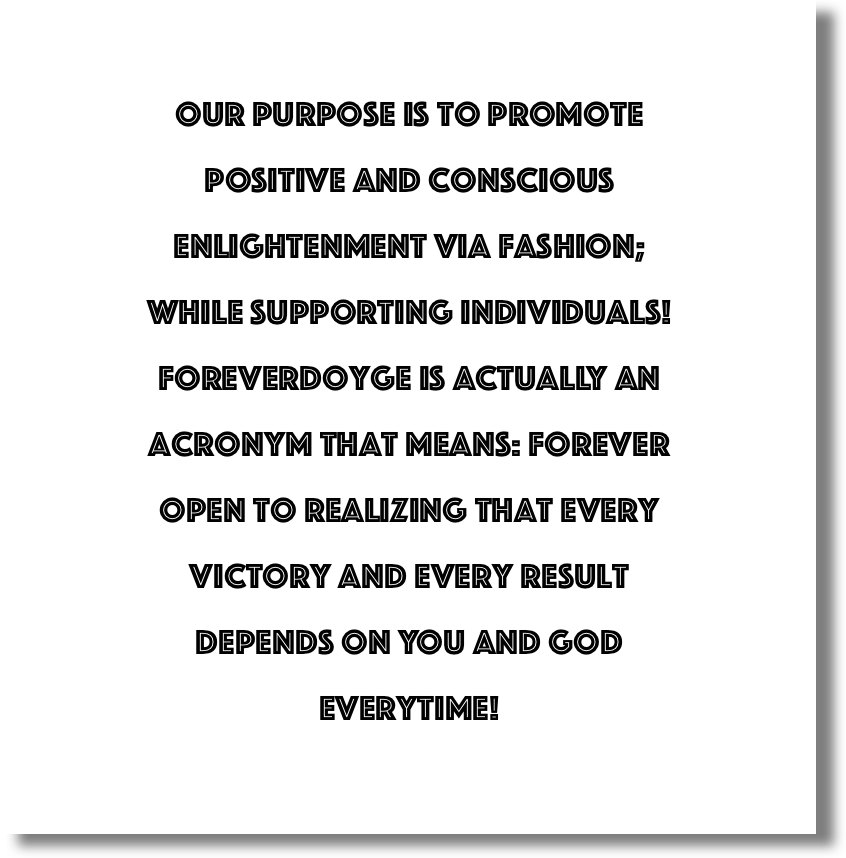 OUR PURPOSE IS TO PROMOTE
POSITIVE AND CONSCIOUS
ENLIGHTENMENT VIA FASHION;
WHILE SUPPORTING INDIVIDUALS!
FOREVERDOYGE IS ACTUALLY AN
ACRONYM THAT MEANS: FOREVER
OPEN TO REALIZING THAT EVERY
VICTORY AND EVERY RESULT
DEPENDS ON YOU AND GOD
EVERYTIME!